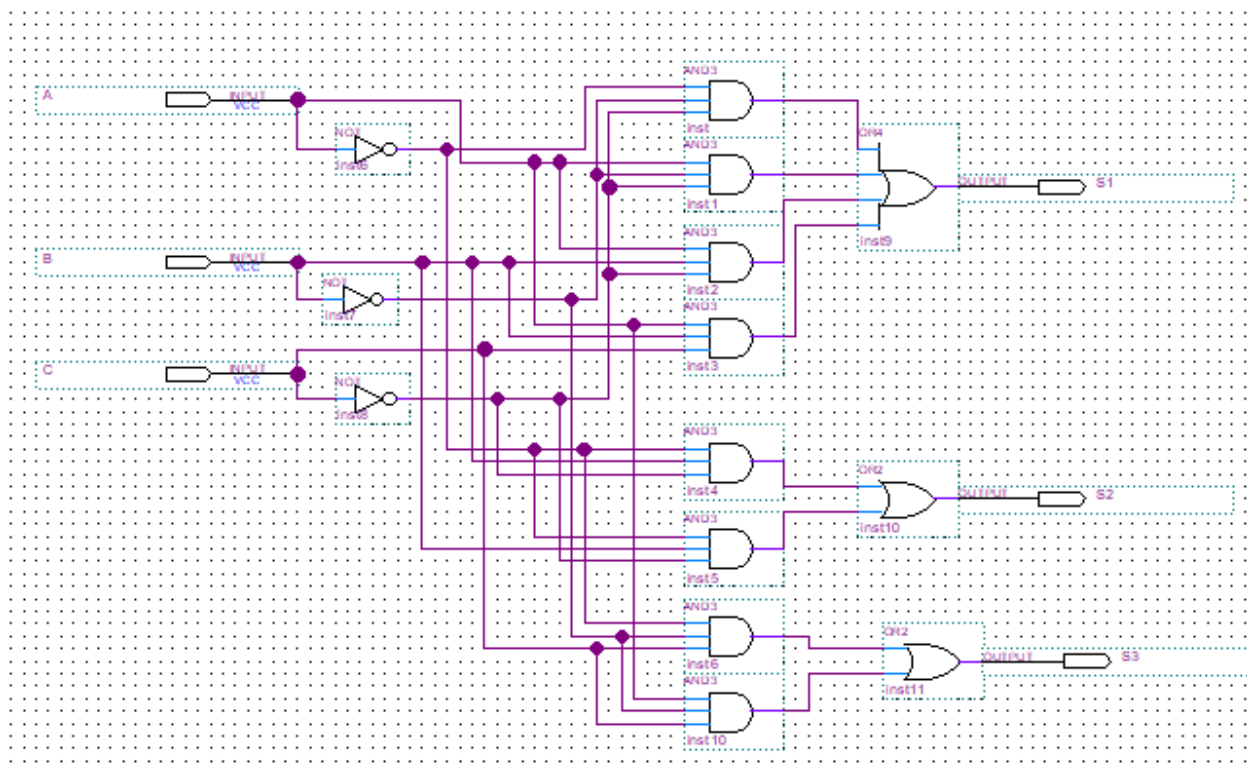 A
INPUT
VCC
NOT
inst6
B
INPUT
VCC
NOT
inst7
C
INPUT
VCC
NOT
inst8
AND3
inst
AND3
inst1
AND3
inst2
AND3
inst3
OR4
inst9
OUTPUT
S1
AND3
inst4
AND3
inst5
OR2
inst10
OUTPUT
S2
AND3
inst6
AND3
inst10
OR2
inst11
OUTPUT
S3